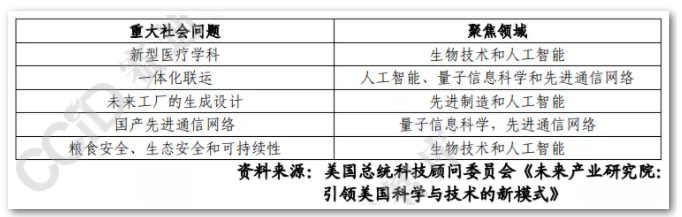 重大社会问题 聚焦领域
新型医疗学科 生物技术和人工智能
一体化联运 人工智能、量子信息科学和先进通信网络
未来工厂的生成设计 先进制造和人工智能
国产先进通信网络 量子信息科学，先进通信网络
粮食安全、生态安全和可持续性 生物技术和人工智能
资料来源：美国总统科技顾问委员会《未来产业研究院：
引领美国科学与技术的新模式》
CCID